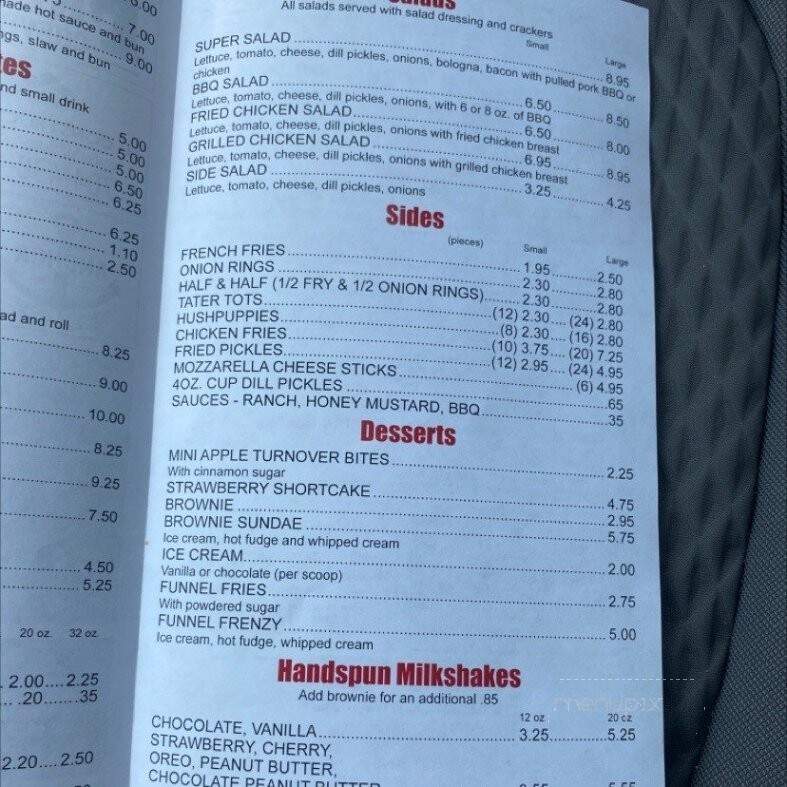 0.00
7.00
made hot sauce and bun
9.00
ngs, slaw and bun
es
nd small drink
5.00
5.00
5.00
6.50
6.25
6.25
1.10
2.50
ad and roll
8.25
9.00
10.00
8.25
9.25
7.50
4.50
5.25
20 oz. 32 oz.
2.00....2.25
.20.......35
2.20....2.50
Salads
All salads served with salad dressing and crackers
Small Large
SUPER SALAD 8.95
Lettuce, tomato, cheese, dill pickles, onions, bologna, bacon with pulled pork BBQ or
chicken
BBQ SALAD 6.50 8.50
Lettuce, tomato, cheese, dill pickles, onions, with 6 or 8 oz. of BBQ
FRIED CHICKEN SALAD 6.50 8.00
Lettuce, tomato, cheese, dill pickles, onions with fried chicken breast
GRILLED CHICKEN SALAD 6.95 8.95
Lettuce, tomato, cheese, dill pickles, onions with grilled chicken breast
SIDE SALAD 3.25 4.25
Lettuce, tomato, cheese, dill pickles, onions
Sides
(pieces) Small Large
FRENCH FRIES 1.95 2.50
ONION RINGS 2.30 2.80
HALF & HALF (1/2 FRY & 1/2 ONION RINGS) 2.30 2.80
TATER TOTS (12) 2.30 (24) 2.80
HUSHPUPPIES (8) 2.30 (16) 2.80
CHICKEN FRIES (10) 3.75 (20) 7.25
FRIED PICKLES (12) 2.95 (24) 4.95
MOZZARELLA CHEESE STICKS (6) 4.95
4OZ. CUP DILL PICKLES .65
SAUCES - RANCH, HONEY MUSTARD, BBQ .35
Desserts
MINI APPLE TURNOVER BITES 2.25
With cinnamon sugar
STRAWBERRY SHORTCAKE 4.75
BROWNIE 2.95
BROWNIE SUNDAE 5.75
Ice cream, hot fudge and whipped cream
ICE CREAM 2.00
Vanilla or chocolate (per scoop)
FUNNEL FRIES 2.75
With powdered sugar
FUNNEL FRENZY 5.00
Ice cream, hot fudge, whipped cream
Handspun Milkshakes
Add brownie for an additional .85
12 oz 20 oz
CHOCOLATE, VANILLA 3.25 5.25
STRAWBERRY, CHERRY,
OREO, PEANUT BUTTER,
CHOCOLATE PEANUT BUTTER
menupix